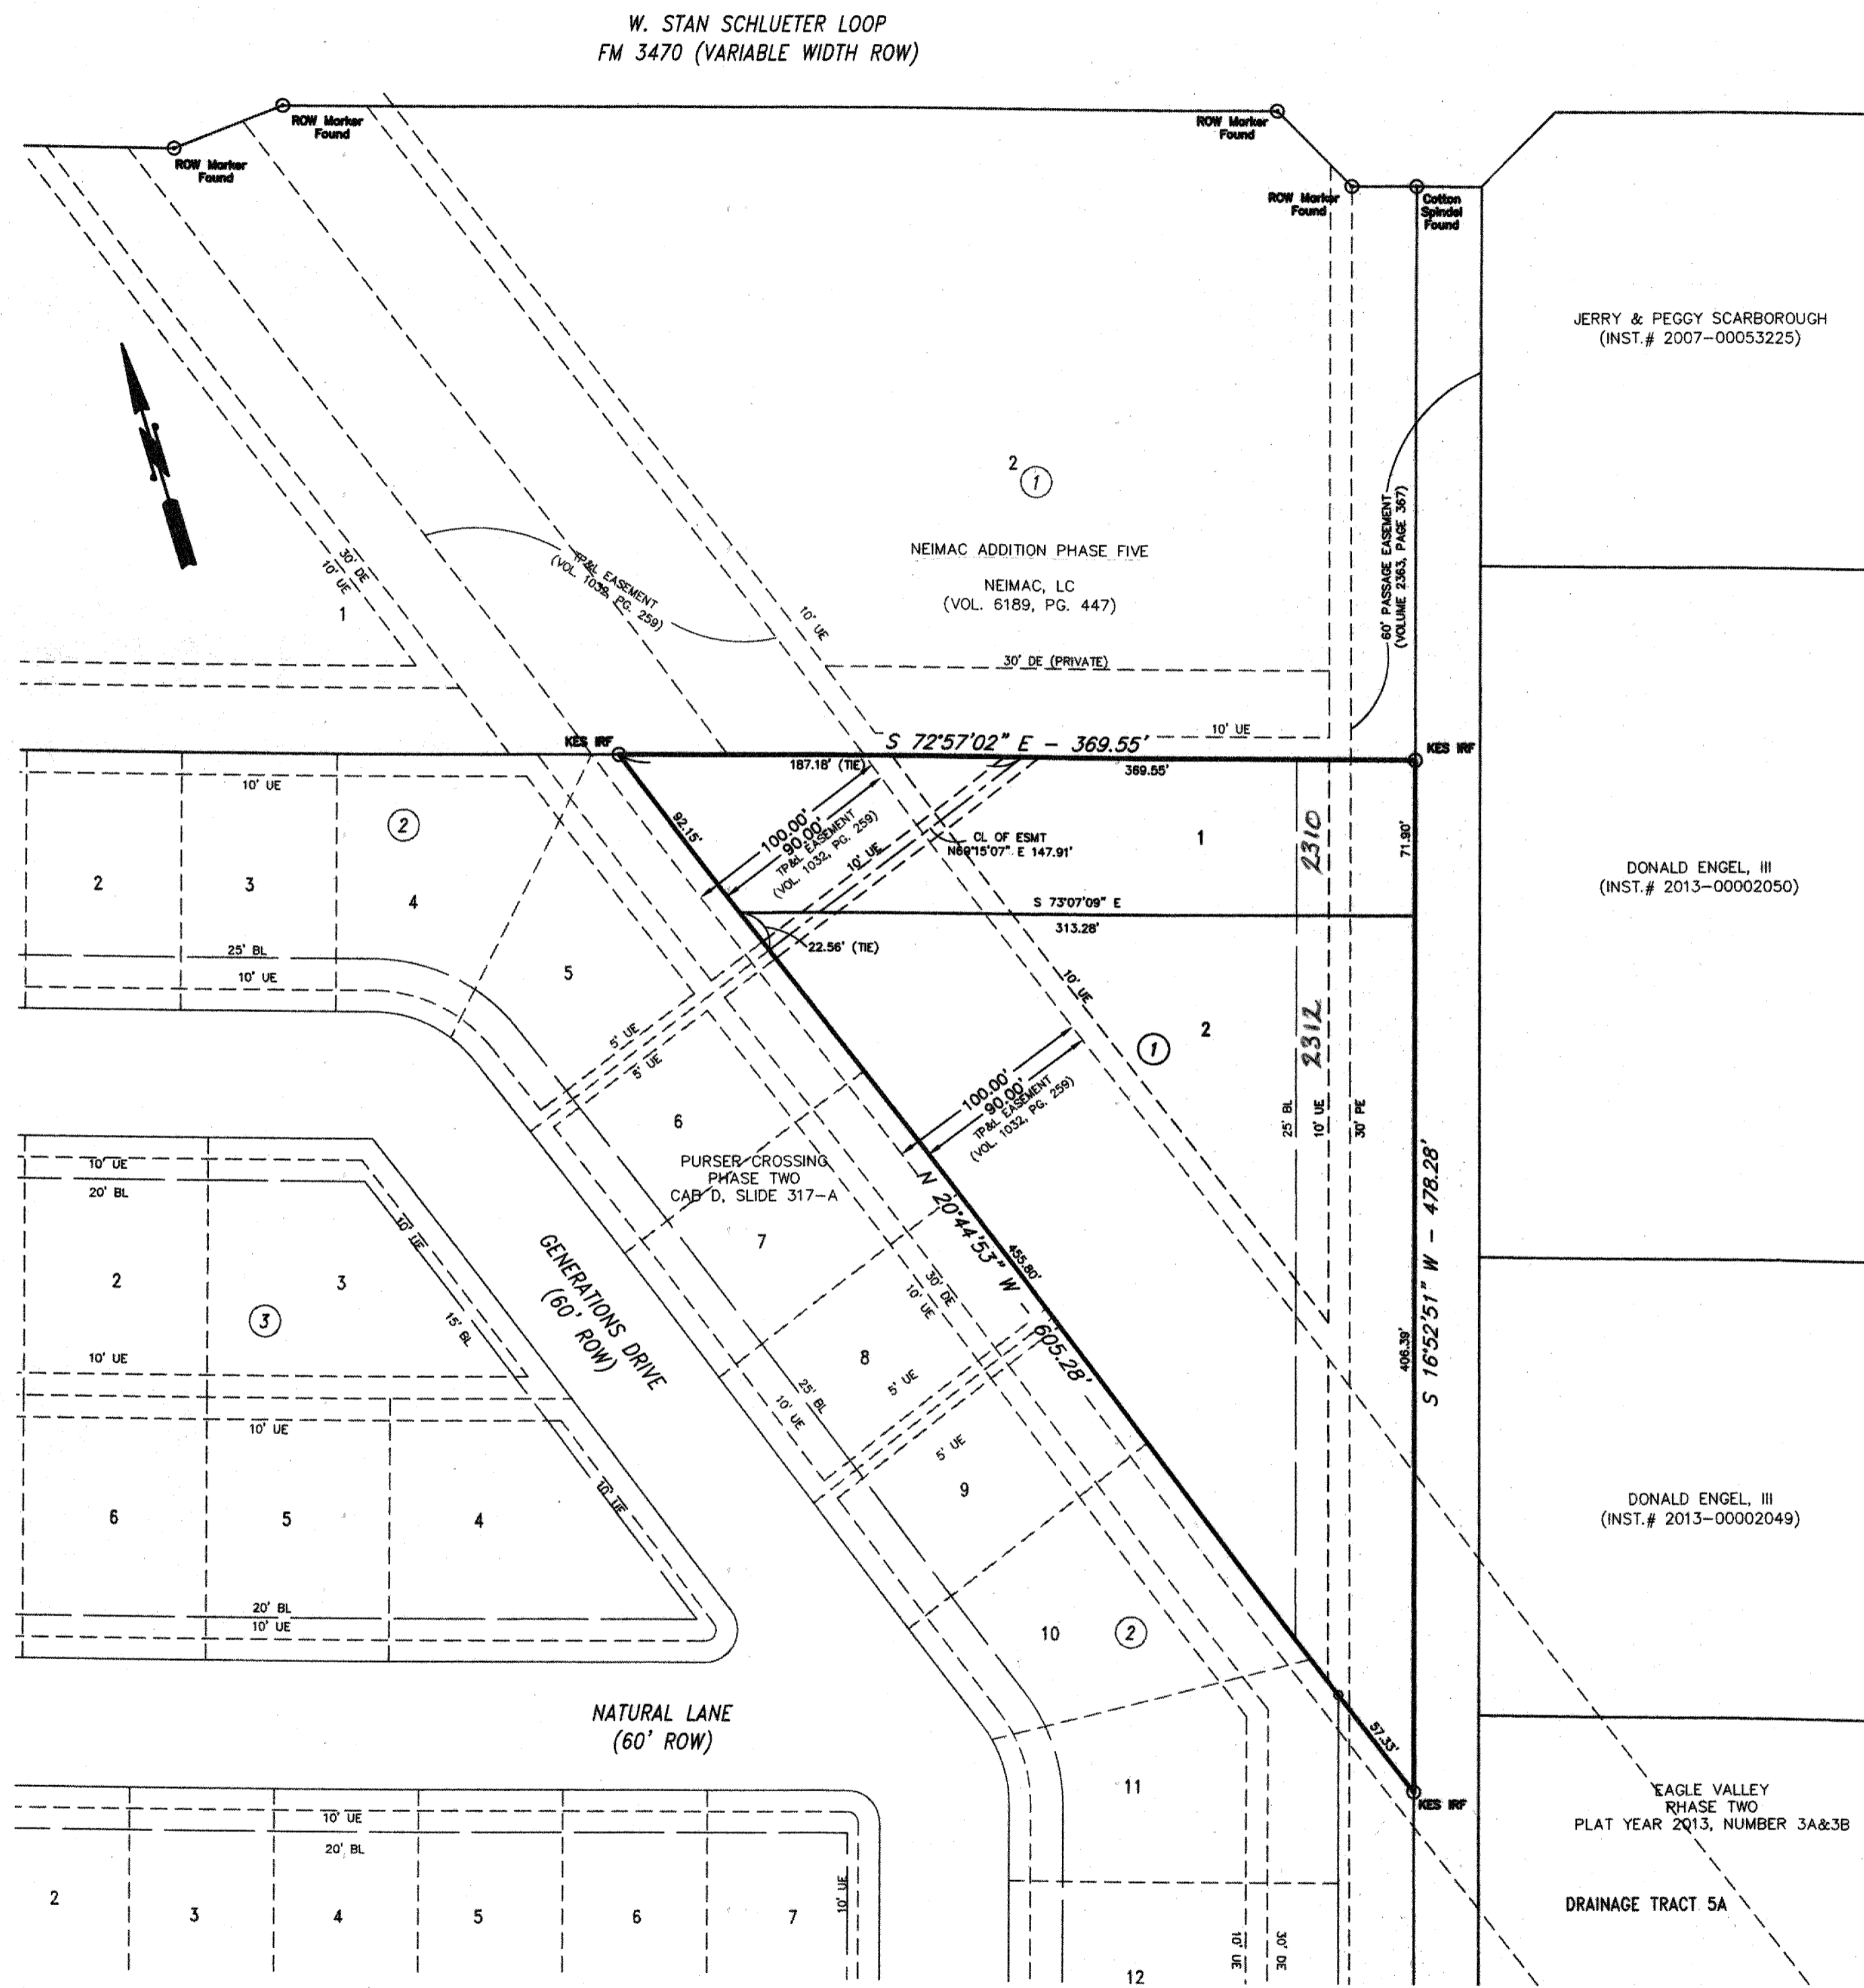 W. STAN SCHLUETER LOOP
FM 3470 (VARIABLE WIDTH ROW)
ROW Marker
Found
ROW Marker
Found
ROW Marker
Found
ROW Marker
Found
Cotton
Spindel
Found
JERRY & PEGGY SCARBOROUGH
(INST.# 2007-00053225)
2
1
NEIMAC ADDITION PHASE FIVE
NEIMAC, LC
(VOL. 6189, PG. 447)
60' PASSAGE EASEMENT
(VOLUME 2363, PAGE 367)
30' DE
10' UE
1
TP&L EASEMENT
(VOL. 1032, PG. 259)
10' UE
30' DE (PRIVATE)
10' UE
KES IRF
S 72°57'02" E - 369.55'
KES IRF
187.18' (TIE)
369.55'
10' UE
2
92.15'
100.00'
90.00'
TP&L EASEMENT
(VOL. 1032, PG. 259)
10' UE
CL OF ESMT
N69°15'07" E 147.91'
1
2310
71.90'
DONALD ENGEL, III
(INST.# 2013-00002050)
2
3
4
S 73°07'09" E
313.28'
22.56' (TIE)
25' BL
10' UE
5
10' UE
2
2312
5' UE
5' UE
1
100.00'
90.00'
TP&L EASEMENT
(VOL. 1032, PG. 259)
25' BL
10' UE
30' PE
6
PURSER CROSSING
PHASE TWO
CAB D, SLIDE 317-A
10' UE
20' BL
N 20°44'53" W
605.28'
455.80'
S 16°52'51" W - 478.28'
406.39'
7
10' UE
GENERATIONS DRIVE
(60' ROW)
2
3
3
15' BL
30' DE
10' UE
10' UE
8
5' UE
25' BL
10' UE
10' UE
5' UE
9
10' UE
6
5
4
DONALD ENGEL, III
(INST.# 2013-00002049)
20' BL
10' UE
10
2
NATURAL LANE
(60' ROW)
57.33'
11
KES IRF
EAGLE VALLEY
PHASE TWO
PLAT YEAR 2013, NUMBER 3A&3B
10' UE
20' BL
10' UE
2
3
4
5
6
7
DRAINAGE TRACT 5A
10' UE
30' DE
12